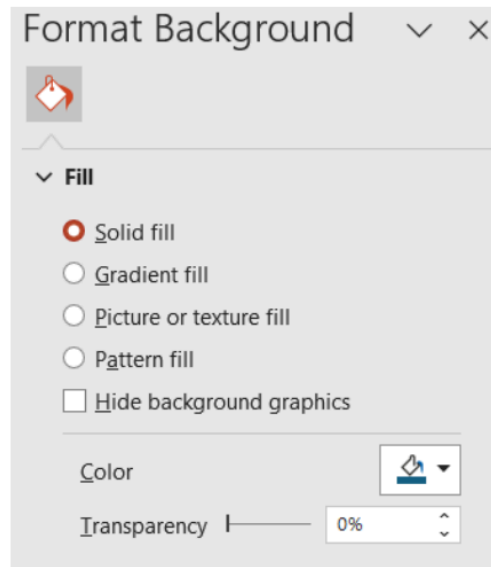 Format Background
Fill
Solid fill
Gradient fill
Picture or texture fill
Pattern fill
Hide background graphics
Color
Transparency 0%